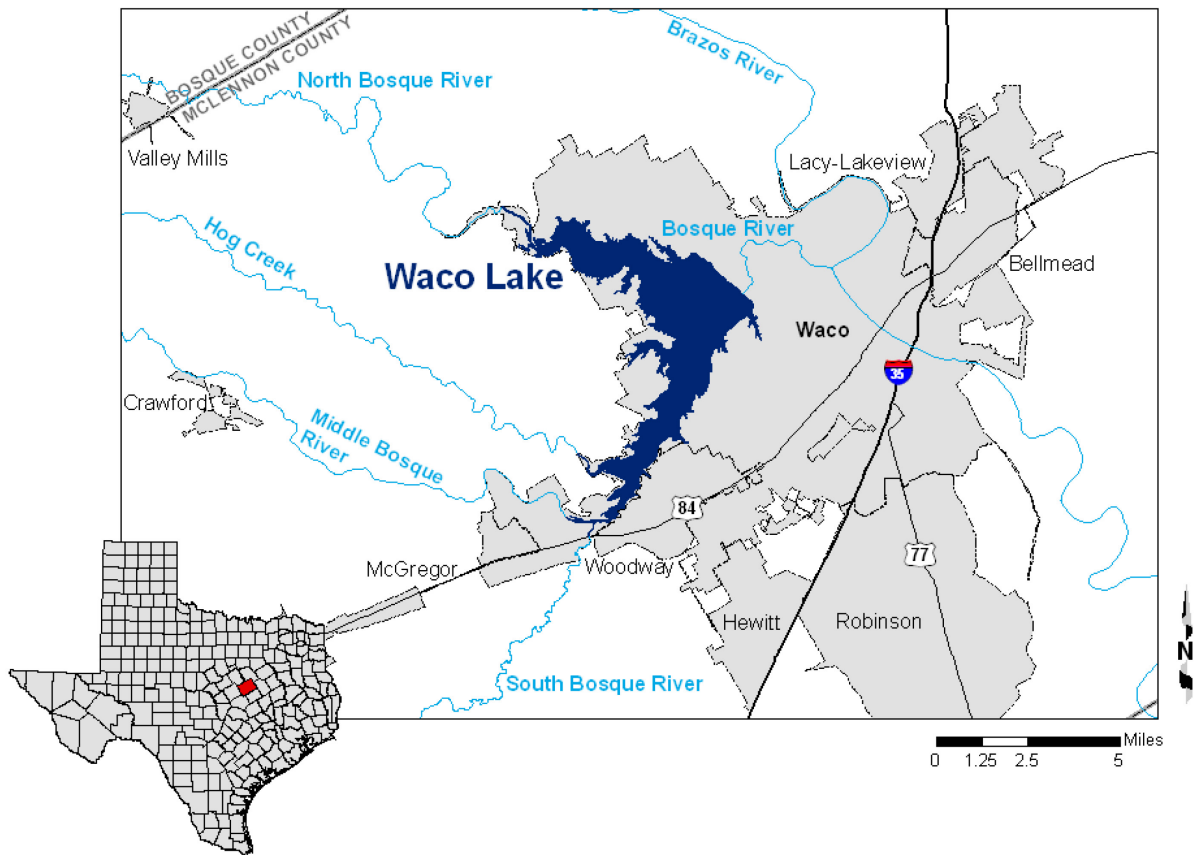 BOSQUE COUNTY
MCLENNON COUNTY
Brazos River
North Bosque River
Valley Mills
Lacy-Lakeview
Hog Creek
Bosque River
Waco Lake
Bellmead
Waco
35
Crawford
Middle Bosque
River
84
77
McGregor
Woodway
Hewitt
Robinson
N
South Bosque River
Miles
0 1.25 2.5 5